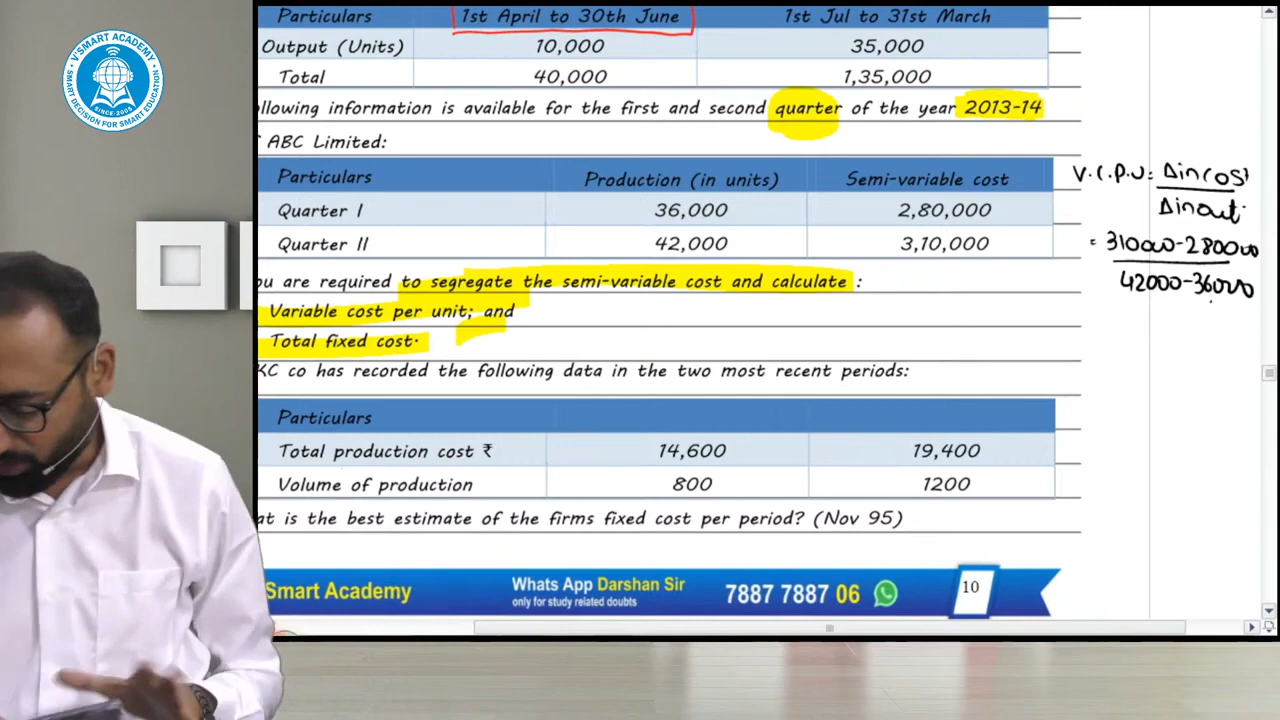 V'SMART ACADEMY
SMART DECISION FOR SMART EDUCATION
SINCE-2008
Particulars 1st April to 30th June 1st Jul to 31st March
Output (Units) 10,000 35,000
Total 40,000 1,35,000
ollowing information is available for the first and second quarter of the year 2013-14
ABC Limited:
Particulars Production (in units) Semi-variable cost
Quarter I 36,000 2,80,000
Quarter II 42,000 3,10,000
ou are required to segregate the semi-variable cost and calculate :
Variable cost per unit; and
Total fixed cost.
KC co has recorded the following data in the two most recent periods:
Particulars
Total production cost ₹ 14,600 19,400
Volume of production 800 1200
at is the best estimate of the firms fixed cost per period? (Nov 95)
V.C.P.U = Δ in cost
Δ in out.
= 310000-280000
42000-36000
Smart Academy
Whats App Darshan Sir
only for study related doubts
7887 7887 06
10